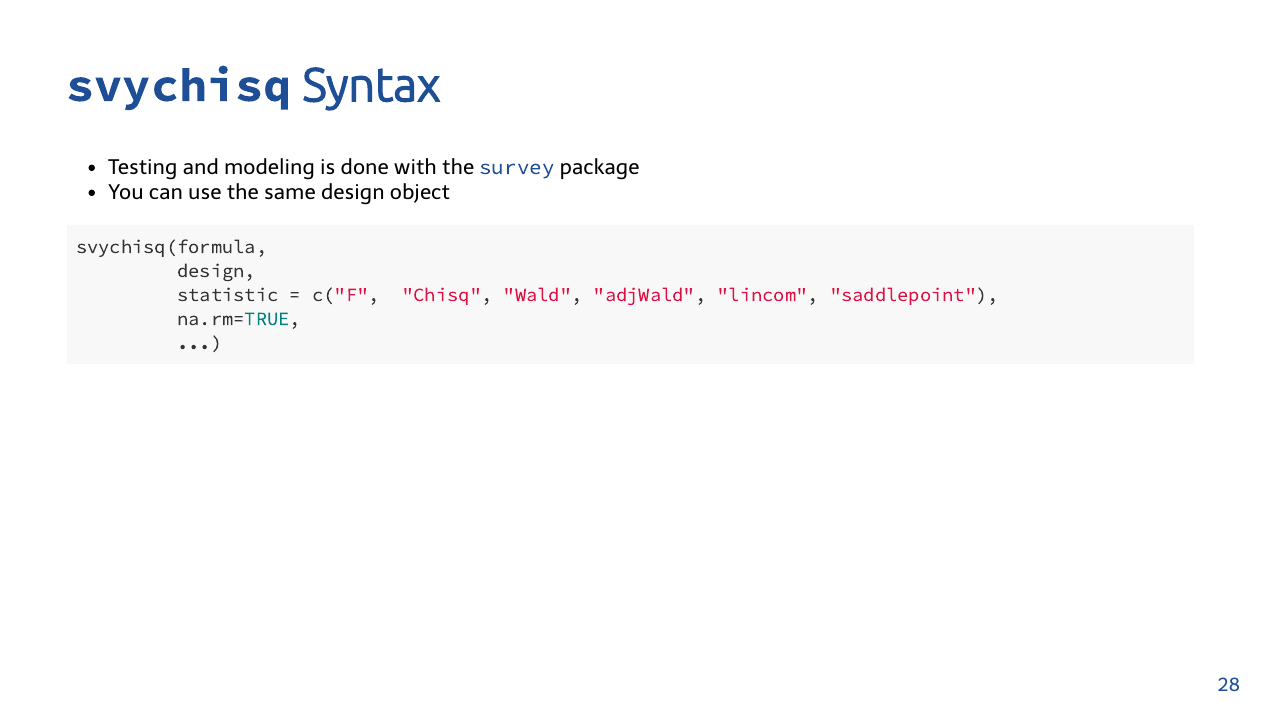 svychisq Syntax
• Testing and modeling is done with the survey package
• You can use the same design object
svychisq(formula,
         design,
         statistic = c("F",  "Chisq", "Wald", "adjWald", "lincom", "saddlepoint"),
         na.rm=TRUE,
         ...)
28